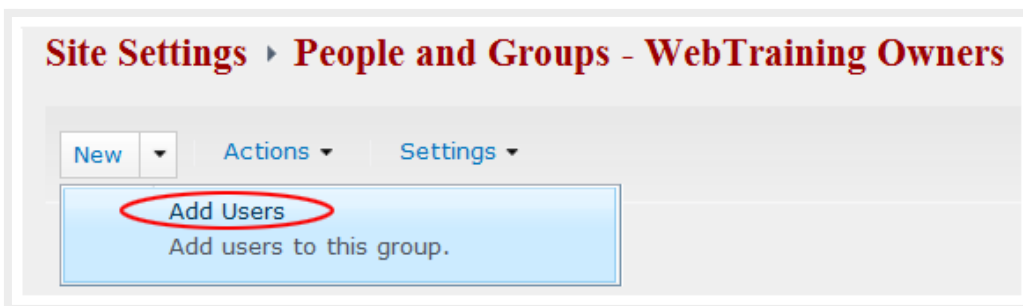 Site Settings ▸ People and Groups - WebTraining Owners
New Actions Settings
Add Users
Add users to this group.